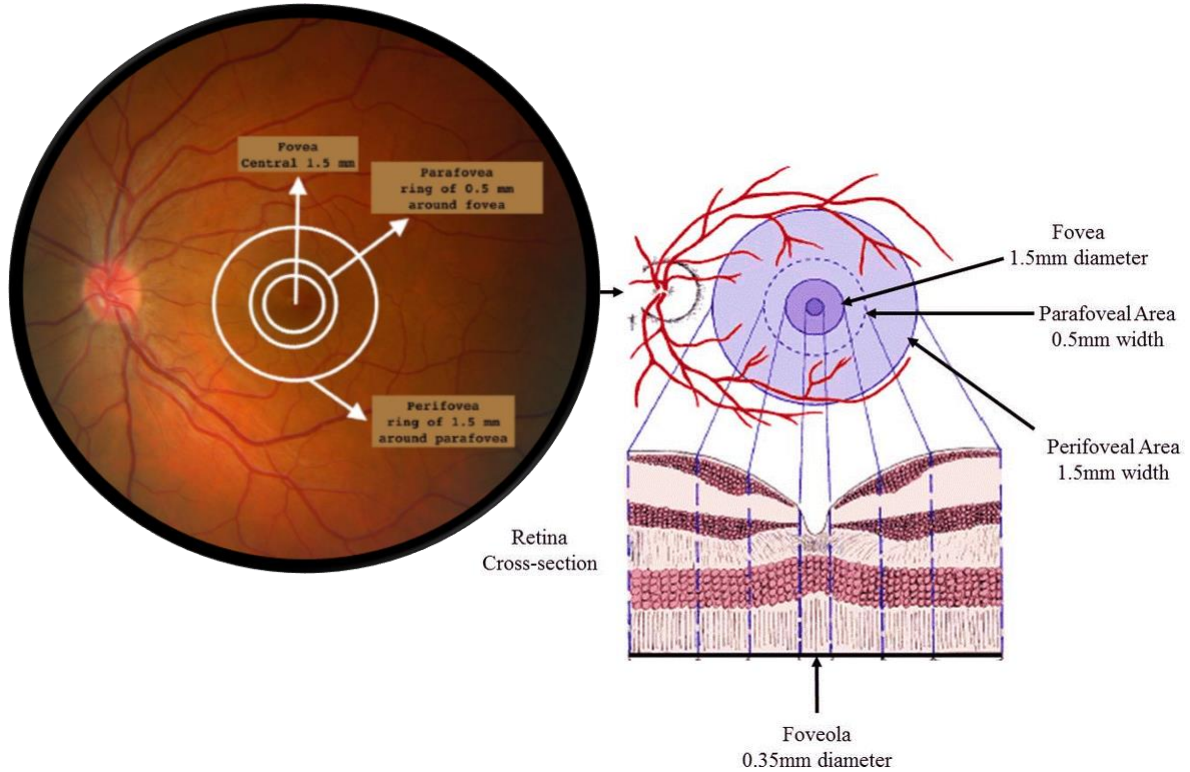 Fovea
Central 1.5 mm
Parafovea
ring of 0.5 mm
around fovea
Perifovea
ring of 1.5 mm
around parafovea
Fovea
1.5mm diameter
Parafoveal Area
0.5mm width
Perifoveal Area
1.5mm width
Retina
Cross-section
Foveola
0.35mm diameter